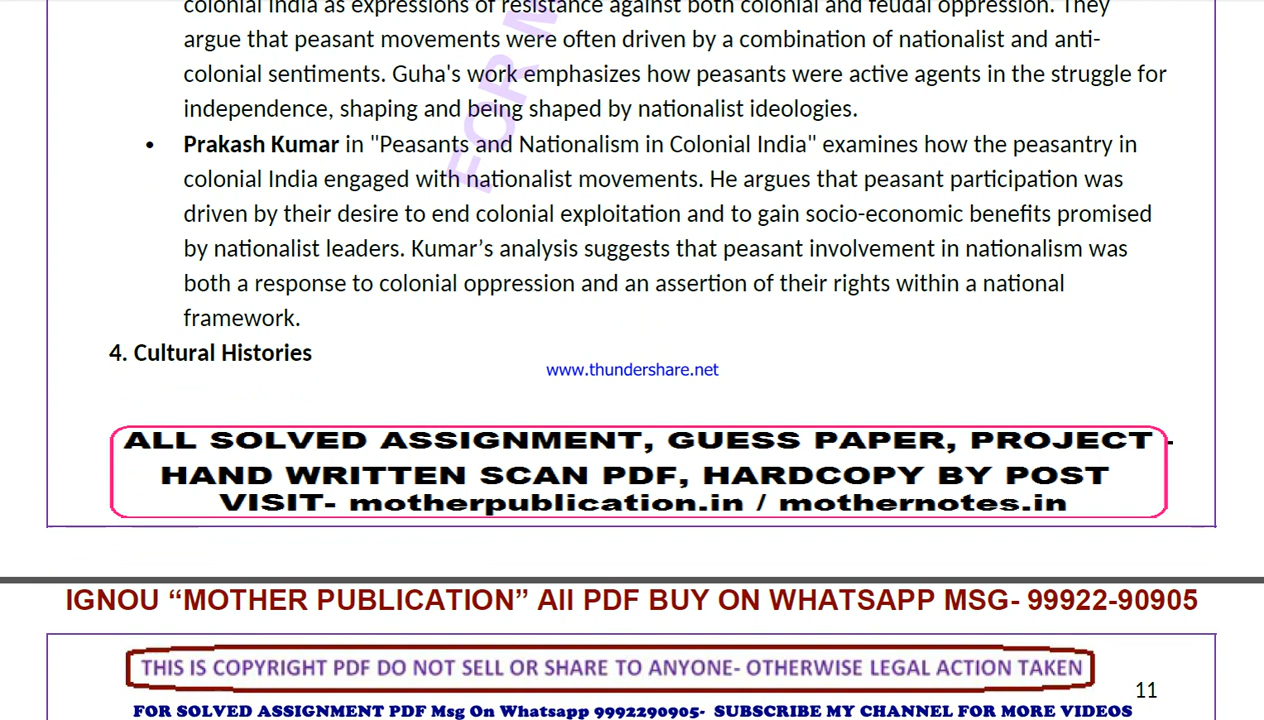 colonial India as expressions of resistance against both colonial and feudal oppression. They
argue that peasant movements were often driven by a combination of nationalist and anti-
colonial sentiments. Guha's work emphasizes how peasants were active agents in the struggle for
independence, shaping and being shaped by nationalist ideologies.
• Prakash Kumar in "Peasants and Nationalism in Colonial India" examines how the peasantry in
colonial India engaged with nationalist movements. He argues that peasant participation was
driven by their desire to end colonial exploitation and to gain socio-economic benefits promised
by nationalist leaders. Kumar’s analysis suggests that peasant involvement in nationalism was
both a response to colonial oppression and an assertion of their rights within a national
framework.
4. Cultural Histories
www.thundershare.net
ALL SOLVED ASSIGNMENT, GUESS PAPER, PROJECT -
HAND WRITTEN SCAN PDF, HARDCOPY BY POST
VISIT- motherpublication.in / mothernotes.in
IGNOU “MOTHER PUBLICATION” All PDF BUY ON WHATSAPP MSG- 99922-90905
THIS IS COPYRIGHT PDF DO NOT SELL OR SHARE TO ANYONE- OTHERWISE LEGAL ACTION TAKEN
11
FOR SOLVED ASSIGNMENT PDF Msg On Whatsapp 9992290905- SUBSCRIBE MY CHANNEL FOR MORE VIDEOS
FOR